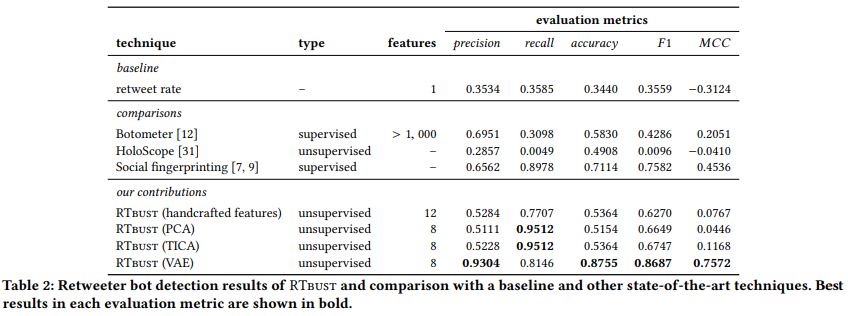 evaluation metrics
technique type features precision recall accuracy F1 MCC
baseline
retweet rate – 1 0.3534 0.3585 0.3440 0.3559 −0.3124
comparisons
Botometer [12] supervised > 1, 000 0.6951 0.3098 0.5830 0.4286 0.2051
HoloScope [31] unsupervised – 0.2857 0.0049 0.4908 0.0096 −0.0410
Social fingerprinting [7, 9] supervised – 0.6562 0.8978 0.7114 0.7582 0.4536
our contributions
RTbust (handcrafted features) unsupervised 12 0.5284 0.7707 0.5364 0.6270 0.0767
RTbust (PCA) unsupervised 8 0.5111 0.9512 0.5154 0.6649 0.0446
RTbust (TICA) unsupervised 8 0.5228 0.9512 0.5364 0.6747 0.1168
RTbust (VAE) unsupervised 8 0.9304 0.8146 0.8755 0.8687 0.7572
Table 2: Retweeter bot detection results of RTbust and comparison with a baseline and other state-of-the-art techniques. Best
results in each evaluation metric are shown in bold.